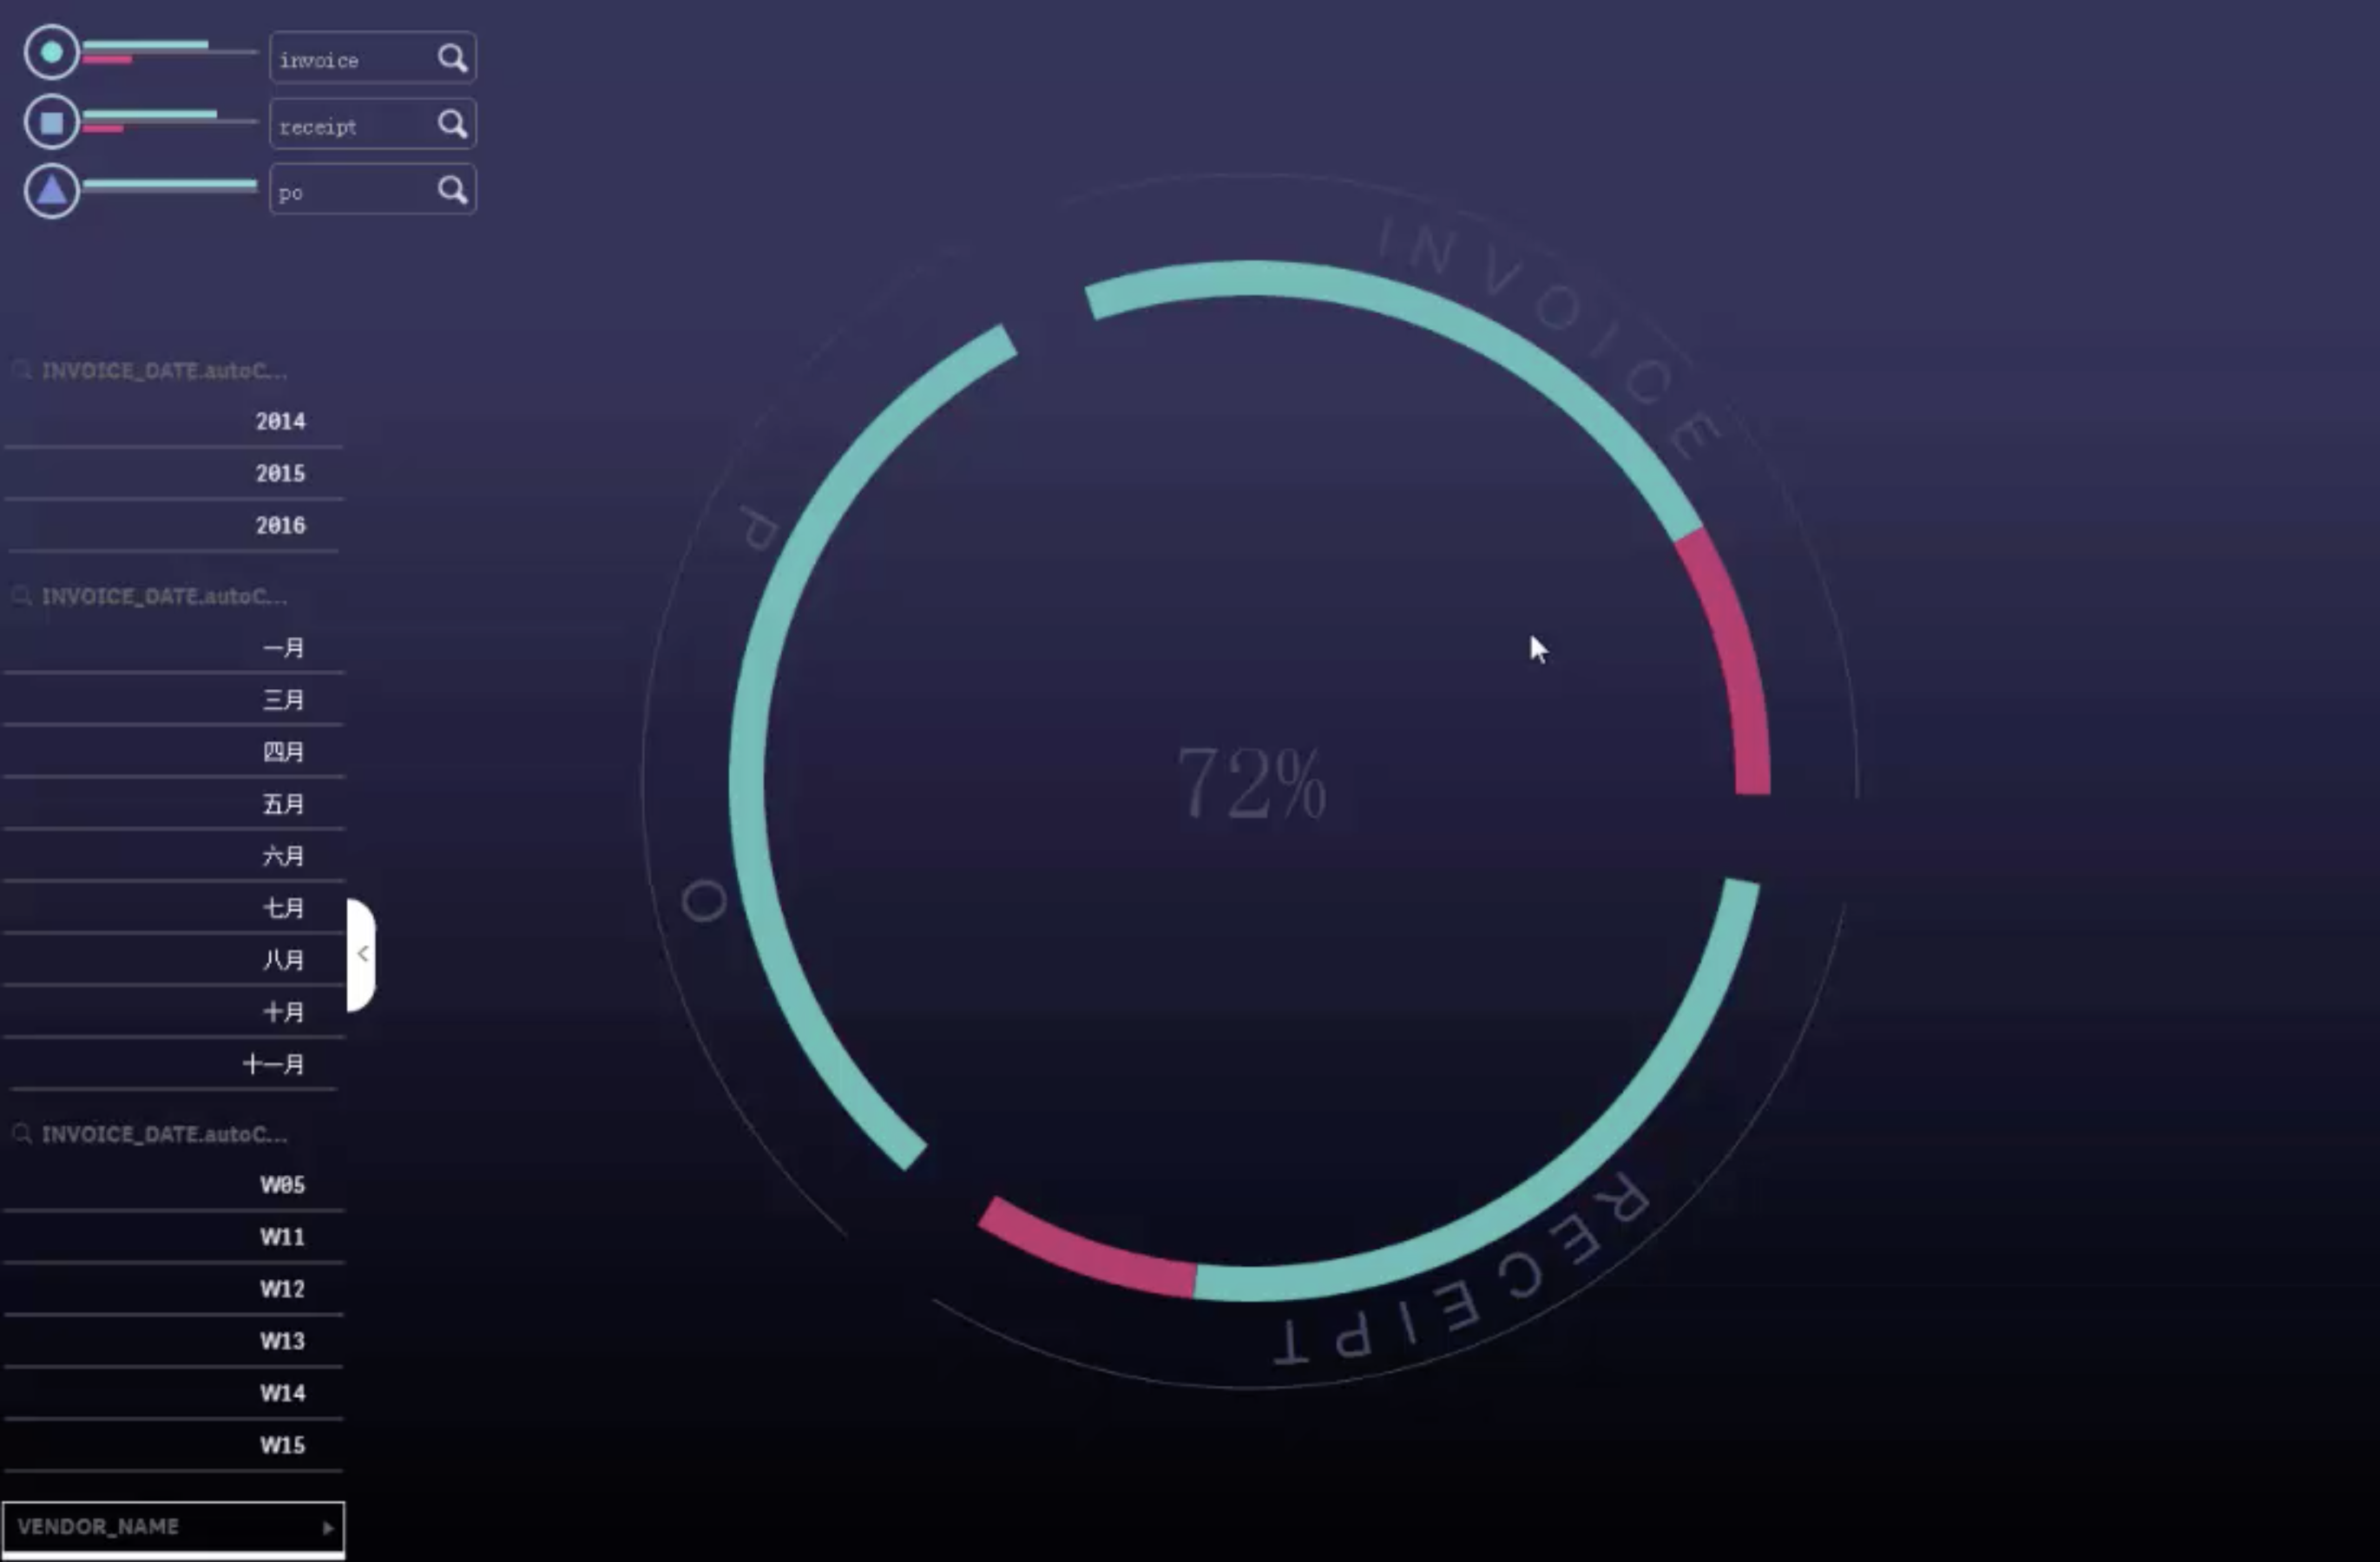 invoice
receipt
po
INVOICE_DATE.autoC...
2014
2015
2016
INVOICE_DATE.autoC...
一月
三月
四月
五月
六月
七月
八月
十月
十一月
INVOICE_DATE.autoC...
W05
W11
W12
W13
W14
W15
VENDOR_NAME
INVOICE
PO
72%
RECEIPT